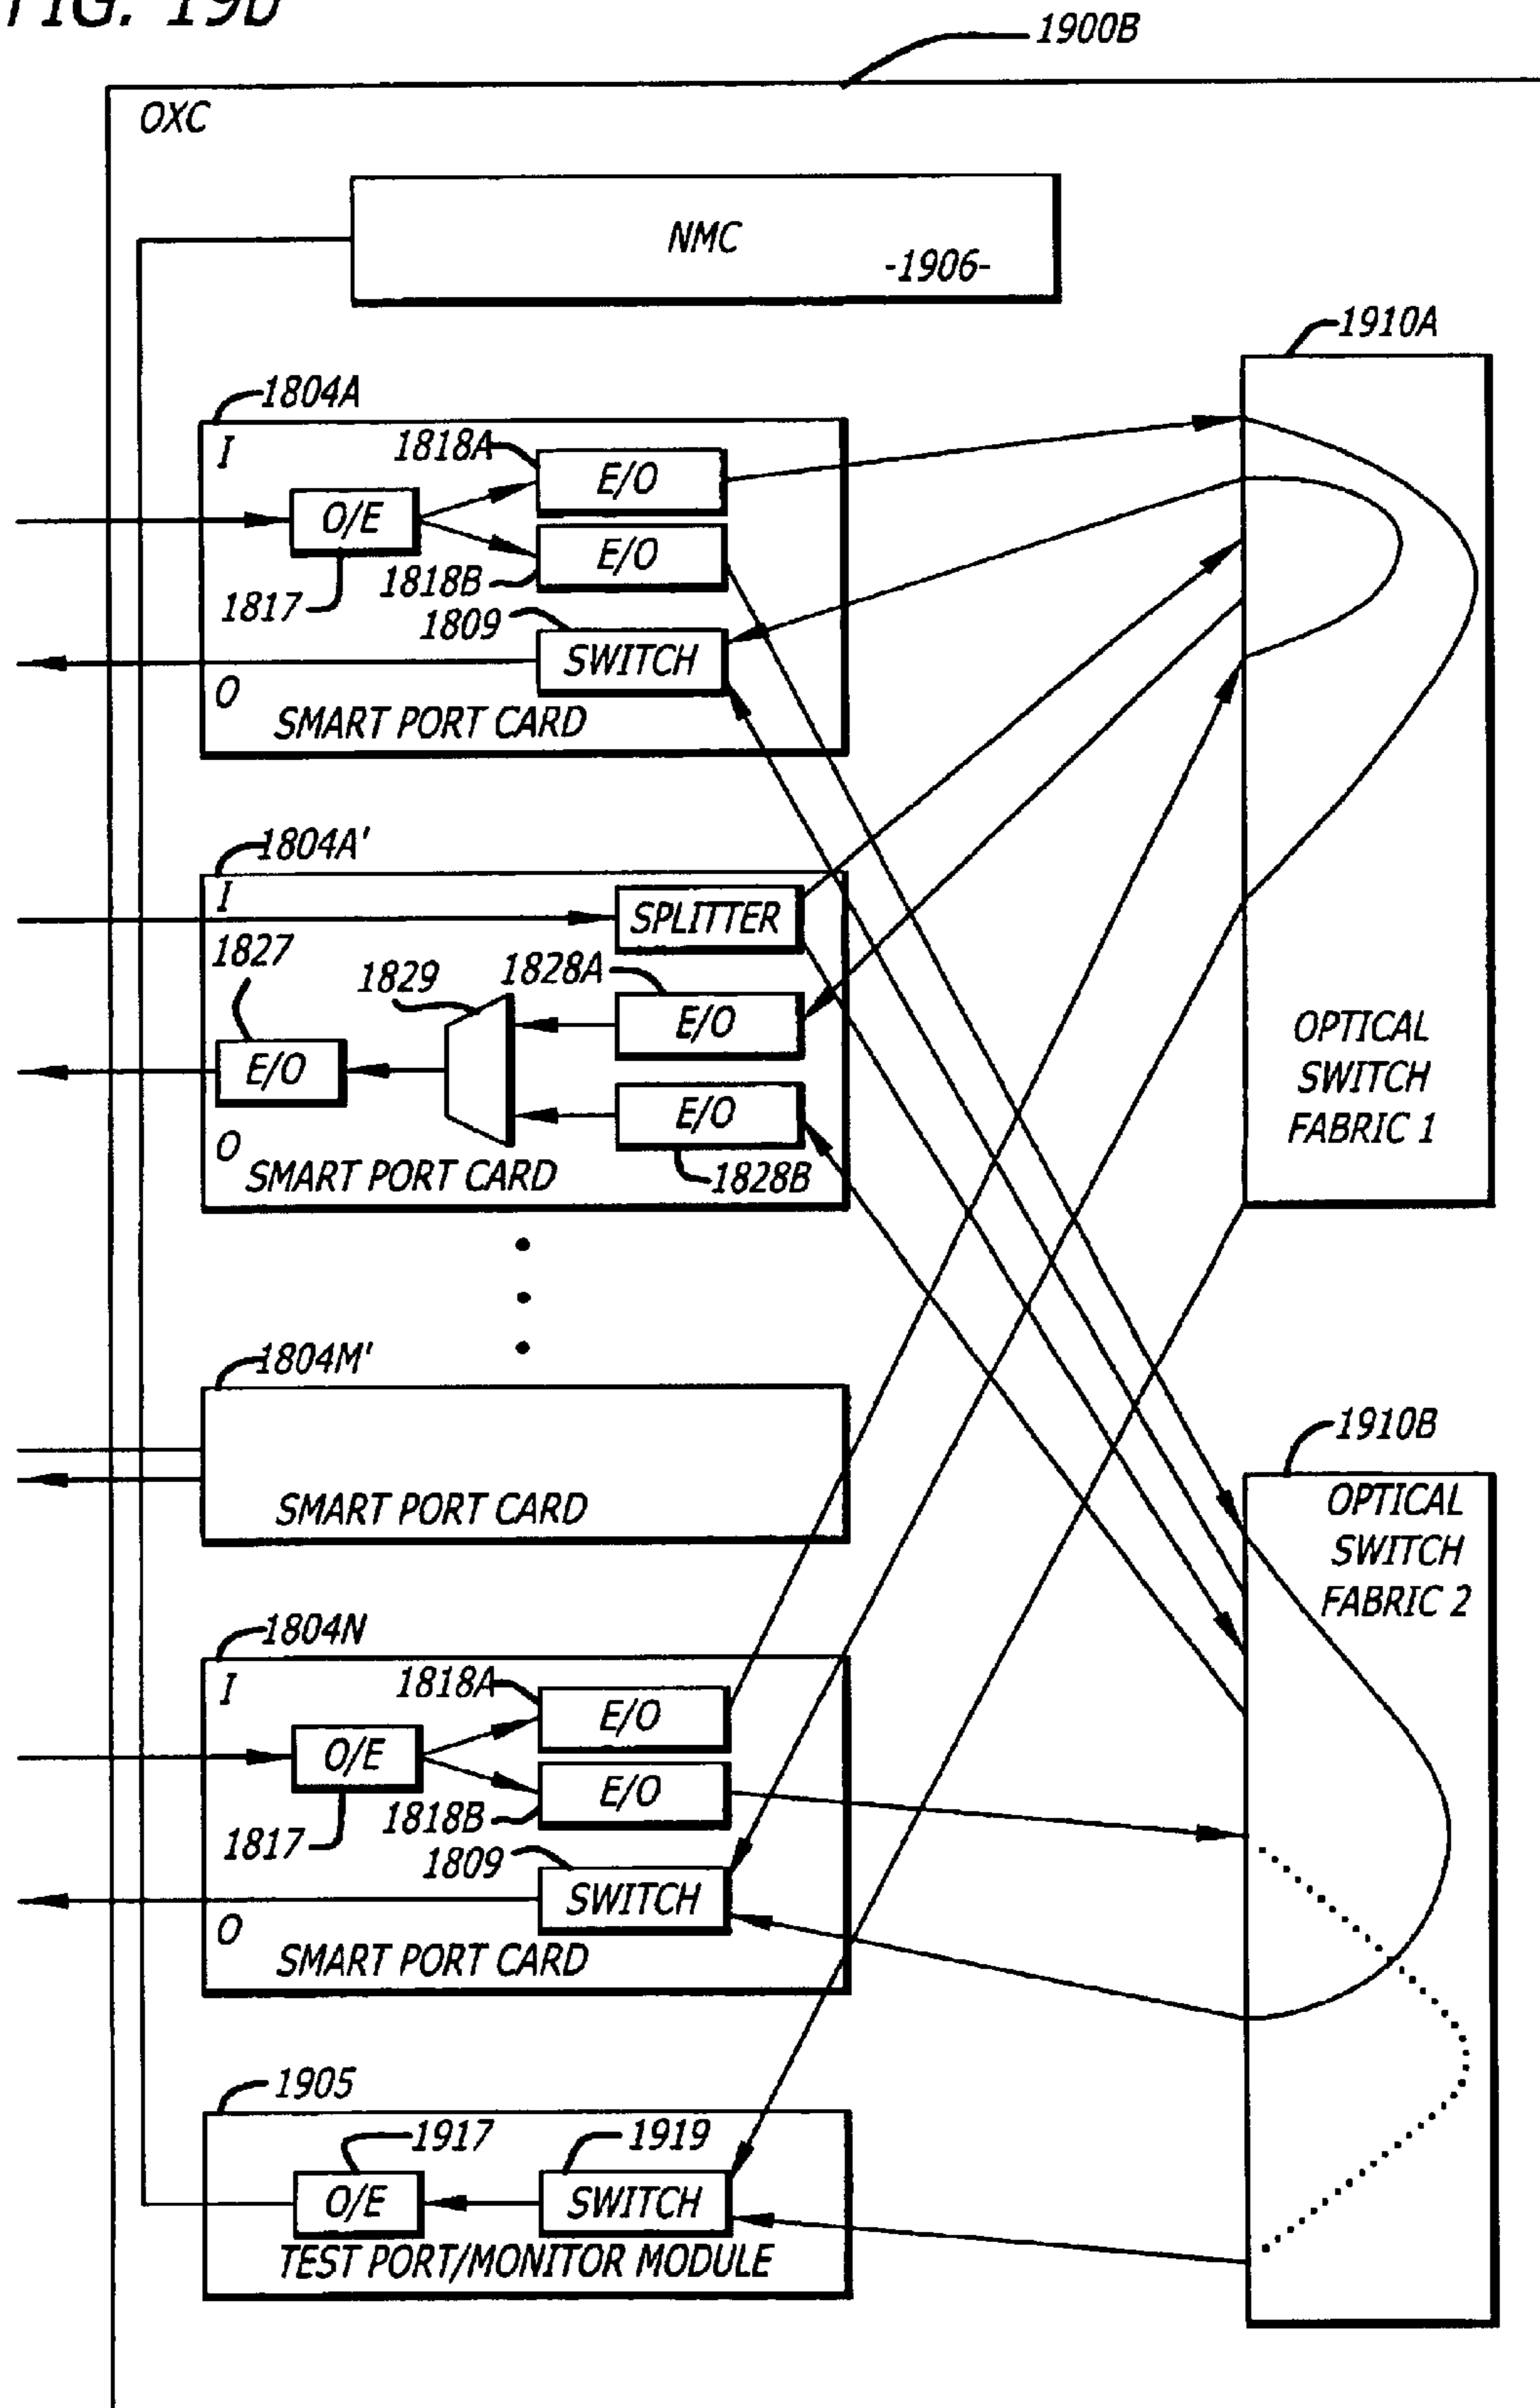 FIG. 19b
1900B
OXC
NMC
-1906-
1910A
1804A
I
1818A
E/O
O/E
E/O
1818B
1817
1809
SWITCH
O
SMART PORT CARD
1804A'
I
SPLITTER
1827
1829
1828A
E/O
E/O
E/O
O
1828B
SMART PORT CARD
OPTICAL
SWITCH
FABRIC 1
1804M'
SMART PORT CARD
1910B
OPTICAL
SWITCH
FABRIC 2
1804N
I
1818A
E/O
O/E
E/O
1818B
1817
1809
SWITCH
O
SMART PORT CARD
1905
1917
1919
O/E
SWITCH
TEST PORT/MONITOR MODULE